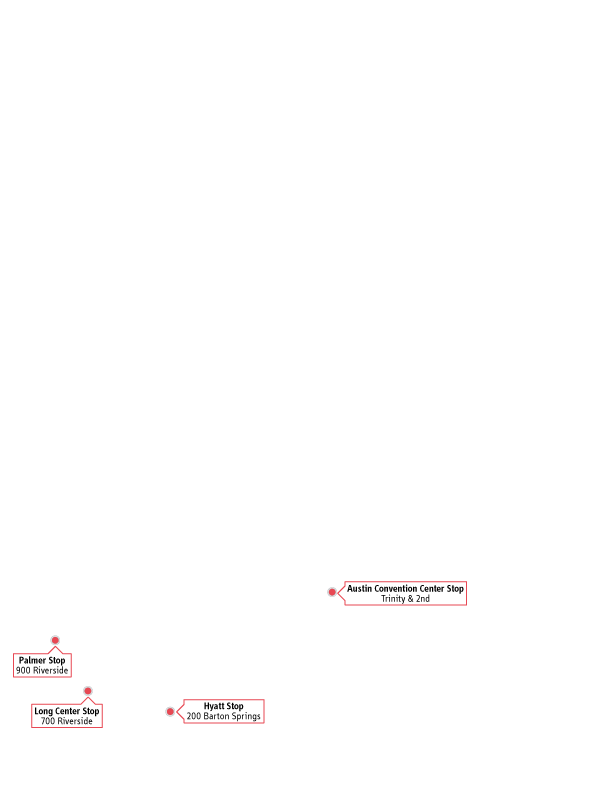 Austin Convention Center Stop
Trinity & 2nd
Palmer Stop
900 Riverside
Long Center Stop
700 Riverside
Hyatt Stop
200 Barton Springs